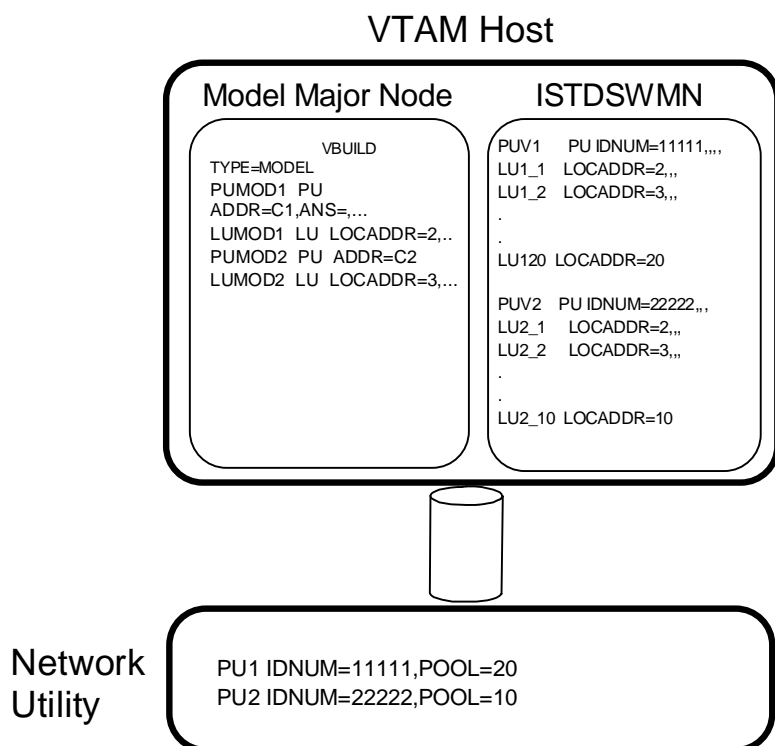 VTAM Host
Model Major Node
VBUILD
TYPE=MODEL
PUMOD1 PU
ADDR=C1,ANS=,...
LUMOD1 LU LOCADDR=2,..
PUMOD2 PU ADDR=C2
LUMOD2 LU LOCADDR=3,...
ISTDSWMN
PUV1 PU IDNUM=11111,,,,
LU1_1 LOCADDR=2,,,
LU1_2 LOCADDR=3,,,
.
.
LU120 LOCADDR=20
PUV2 PU IDNUM=22222,,,
LU2_1 LOCADDR=2,,,
LU2_2 LOCADDR=3,,,
.
.
LU2_10 LOCADDR=10
Network
Utility
PU1 IDNUM=11111,POOL=20
PU2 IDNUM=22222,POOL=10